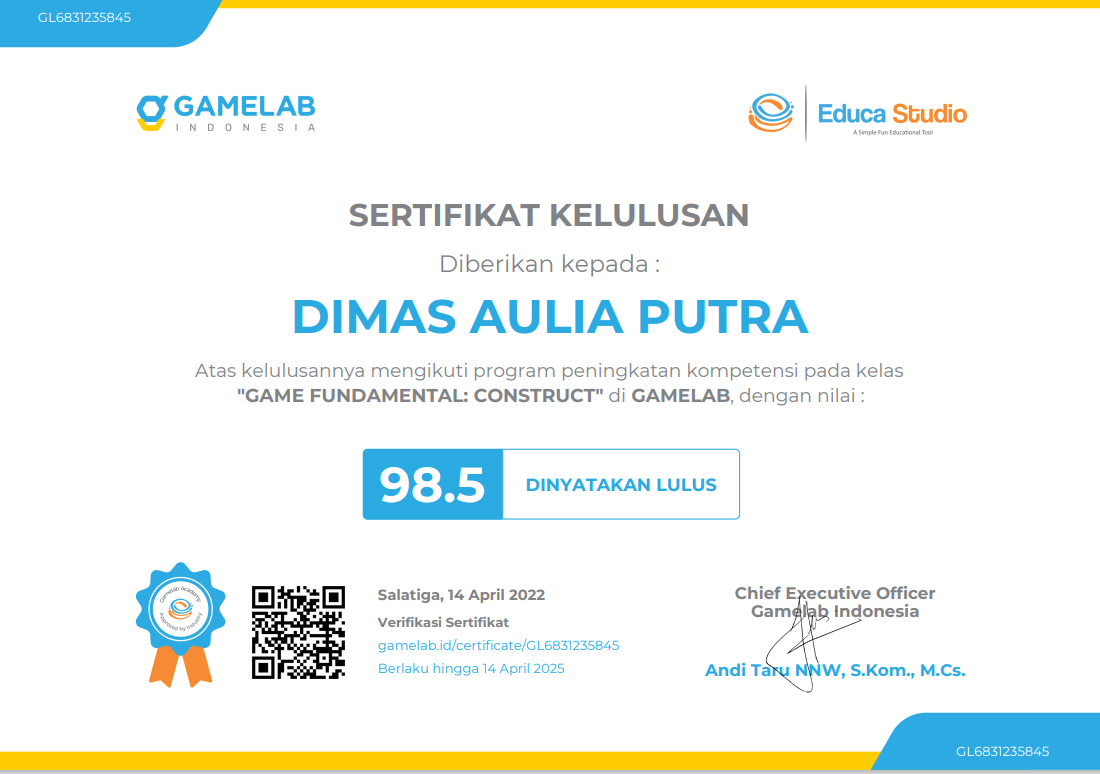 GL6831235845
GAMELAB
INDONESIA
Educa Studio
A Simple Fun Educational Tool
SERTIFIKAT KELULUSAN
Diberikan kepada :
DIMAS AULIA PUTRA
Atas kelulusannya mengikuti program peningkatan kompetensi pada kelas
"GAME FUNDAMENTAL: CONSTRUCT" di GAMELAB, dengan nilai :
98.5
DINYATAKAN LULUS
Gamelab Academy
Approved by Industry
Salatiga, 14 April 2022
Verifikasi Sertifikat
gamelab.id/certificate/GL6831235845
Berlaku hingga 14 April 2025
Chief Executive Officer
Gamelab Indonesia
Andi Taru NNW, S.Kom., M.Cs.
GL6831235845